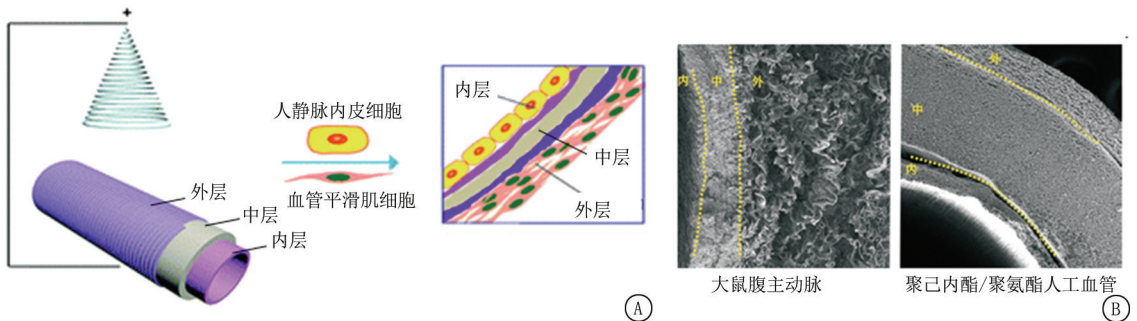 +
外层
中层
内层
人静脉内皮细胞
血管平滑肌细胞
内层
中层
外层
A
内 中 外
大鼠腹主动脉
外
中
内
聚己内酯/聚氨酯人工血管
B